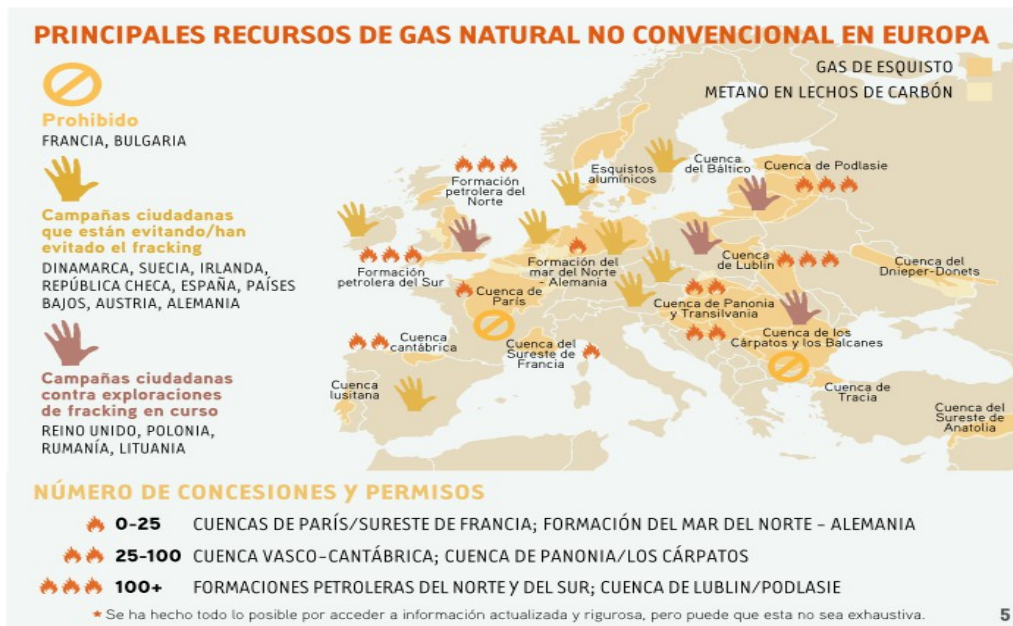 PRINCIPALES RECURSOS DE GAS NATURAL NO CONVENCIONAL EN EUROPA
GAS DE ESQUISTO
METANO EN LECHOS DE CARBÓN
Prohibido
FRANCIA, BULGARIA
Campañas ciudadanas
que están evitando/han
evitado el fracking
DINAMARCA, SUECIA, IRLANDA,
REPÚBLICA CHECA, ESPAÑA, PAÍSES
BAJOS, AUSTRIA, ALEMANIA
Campañas ciudadanas
contra exploraciones
de fracking en curso
REINO UNIDO, POLONIA,
RUMANÍA, LITUANIA
Formación
petrolera del
Norte
Esquistos
alumínicos
Cuenca
del Báltico
Cuenca de Podlasie
Formación
petrolera del Sur
Formación del
mar del Norte
- Alemania
Cuenca
de Lublin
Cuenca del
Dnieper-Donets
Cuenca de
París
Cuenca de Panonia
y Transilvania
Cuenca
cantábrica
Cuenca del
Sureste de
Francia
Cuenca de los
Cárpatos y los Balcanes
Cuenca
lusitana
Cuenca de
Tracia
Cuenca del
Sureste de
Anatolia
NÚMERO DE CONCESIONES y PERMISOS
0-25 CUENCAS DE PARÍS/SURESTE DE FRANCIA; FORMACIÓN DEL MAR DEL NORTE – ALEMANIA
25-100 CUENCA VASCO-CANTÁBRICA; CUENCA DE PANONIA/LOS CÁRPATOS
100+ FORMACIONES PETROLERAS DEL NORTE y DEL SUR; CUENCA DE LUBLIN/PODLASIE
* Se ha hecho todo lo posible por acceder a información actualizada y rigurosa, pero puede que esta no sea exhaustiva.
5